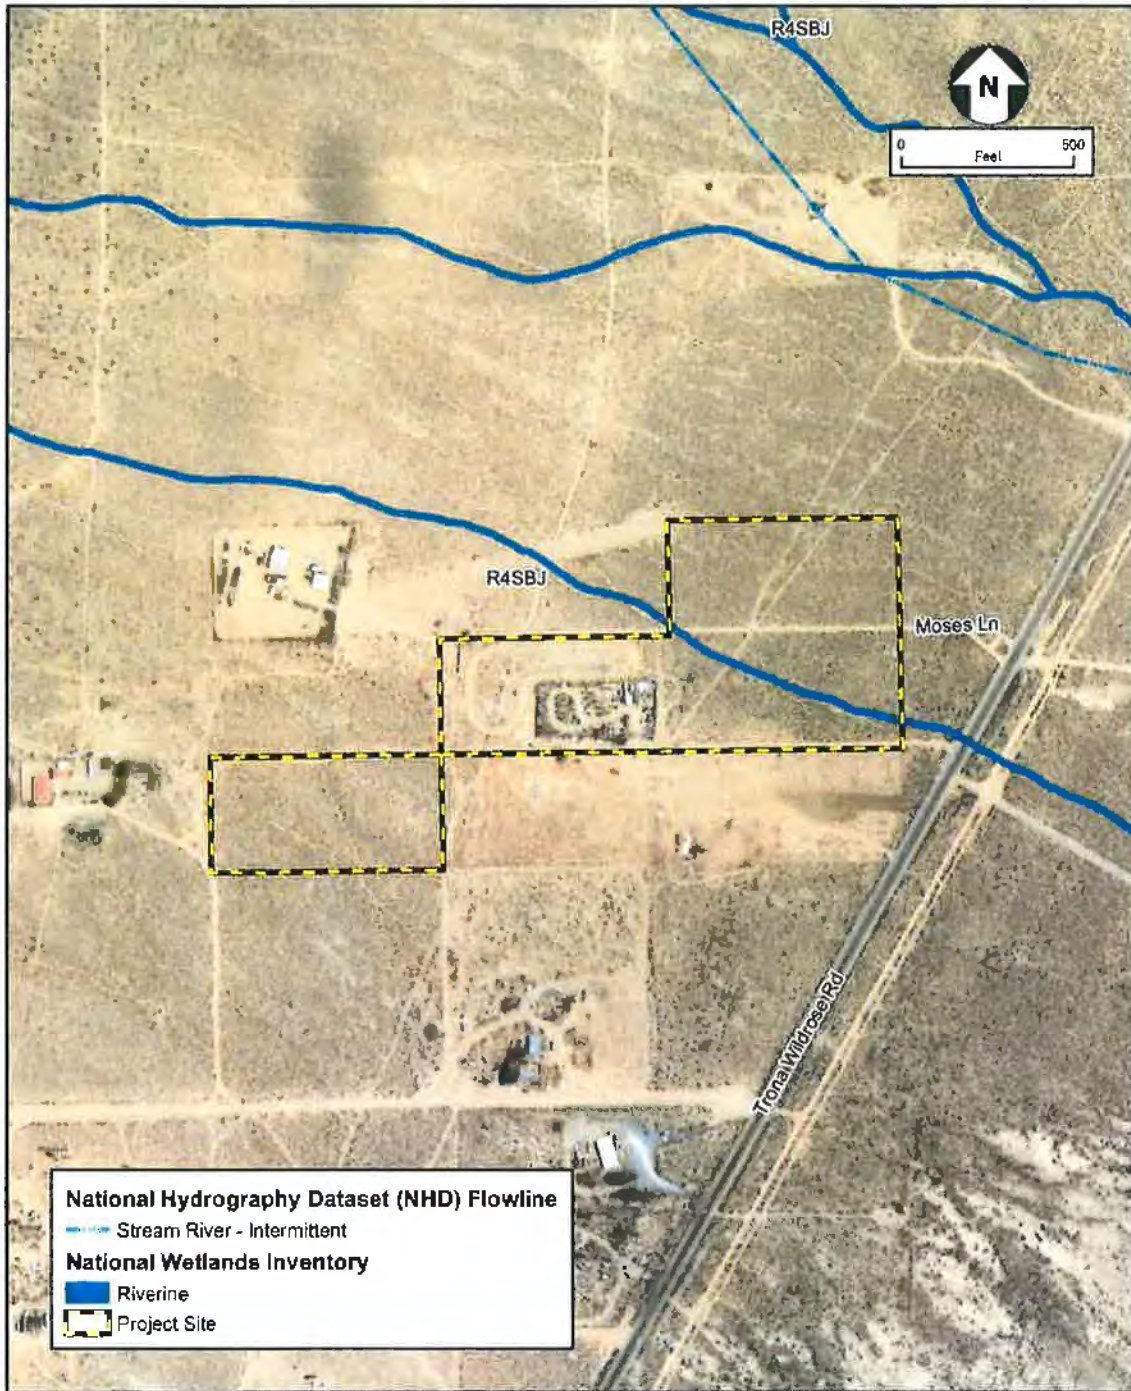 R4SBJ
N
0 500
Feet
R4SBJ
Moses Ln
Trona Wildrose Rd
National Hydrography Dataset (NHD) Flowline
Stream River - Intermittent
National Wetlands Inventory
Riverine
Project Site